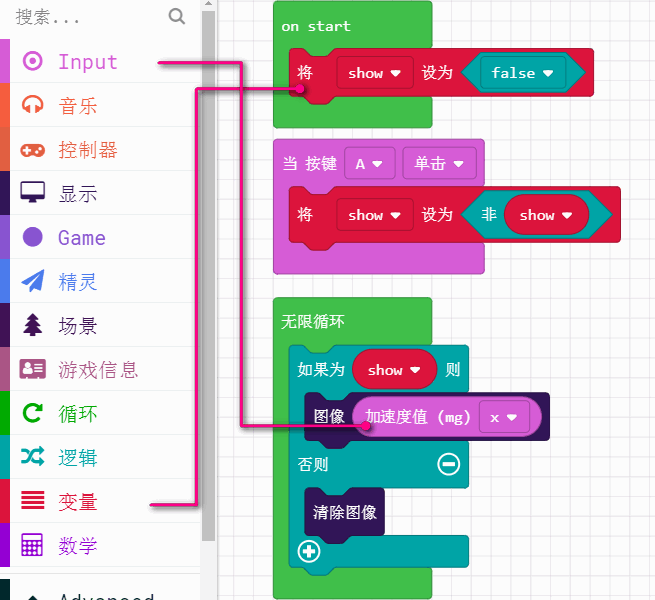 搜索...
Input
音乐
控制器
显示
Game
精灵
场景
游戏信息
循环
逻辑
变量
数学
Advanced
on start
将 show 设为 false
当 按键 A 单击
将 show 设为 非 show
无限循环
如果为 show 则
图像 加速度值 (mg) x
否则
清除图像